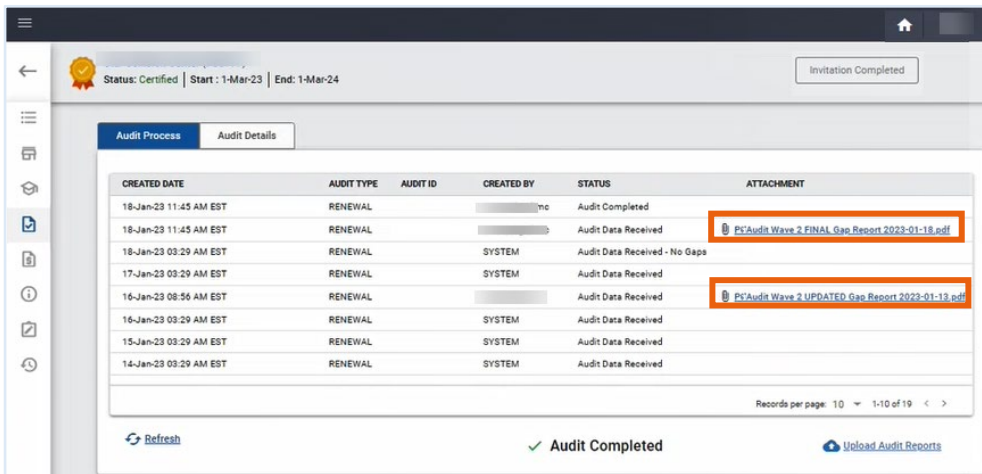 Status: Certified | Start : 1-Mar-23 | End: 1-Mar-24
Invitation Completed
Audit Process Audit Details
CREATED DATE AUDIT TYPE AUDIT ID CREATED BY STATUS ATTACHMENT
18-Jan-23 11:45 AM EST RENEWAL mc Audit Completed
18-Jan-23 11:45 AM EST RENEWAL Audit Data Received Audit Wave 2 FINAL Gap Report 2023-01-18.pdf
18-Jan-23 03:29 AM EST RENEWAL SYSTEM Audit Data Received - No Gaps
17-Jan-23 03:29 AM EST RENEWAL SYSTEM Audit Data Received
16-Jan-23 08:56 AM EST RENEWAL Audit Data Received Audit Wave 2 UPDATED Gap Report 2023-01-13.pdf
16-Jan-23 03:29 AM EST RENEWAL SYSTEM Audit Data Received
15-Jan-23 03:29 AM EST RENEWAL SYSTEM Audit Data Received
14-Jan-23 03:29 AM EST RENEWAL SYSTEM Audit Data Received
Records per page: 10 1-10 of 19 < >
Refresh Audit Completed Upload Audit Reports